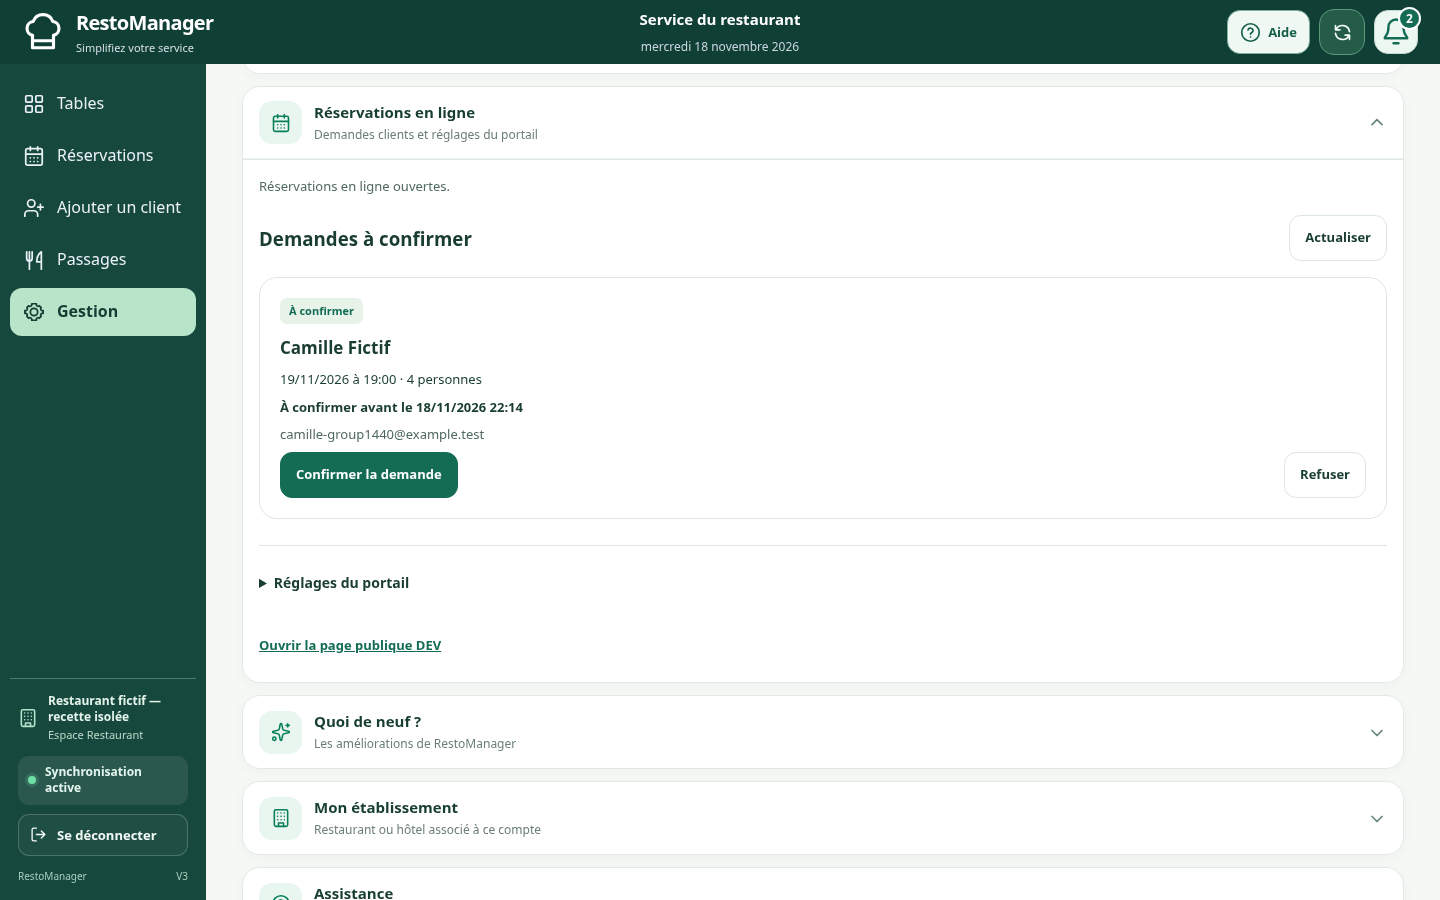 RestoManager
Simplifiez votre service
Service du restaurant
mercredi 18 novembre 2026
Aide
2
Tables
Réservations
Ajouter un client
Passages
Gestion
Restaurant fictif —
recette isolée
Espace Restaurant
Synchronisation
active
Se déconnecter
RestoManager V3
Réservations en ligne
Demandes clients et réglages du portail
Réservations en ligne ouvertes.
Demandes à confirmer
Actualiser
À confirmer
Camille Fictif
19/11/2026 à 19:00 · 4 personnes
À confirmer avant le 18/11/2026 22:14
camille-group1440@example.test
Confirmer la demande
Refuser
Réglages du portail
Ouvrir la page publique DEV
Quoi de neuf ?
Les améliorations de RestoManager
Mon établissement
Restaurant ou hôtel associé à ce compte
Assistance